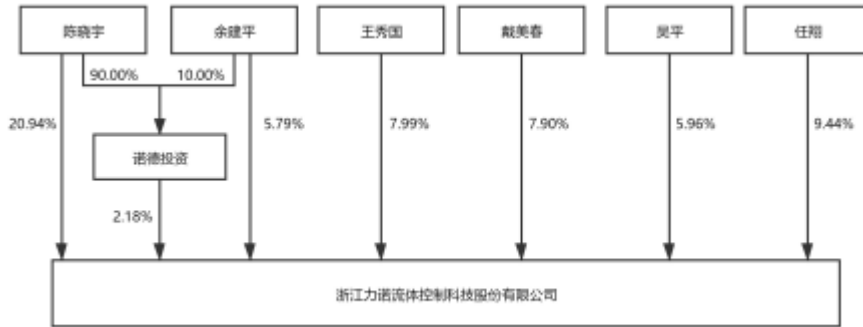 陈晓宇 余建平 王秀国 戴美春 吴平 任翔
90.00% 10.00%
20.94% 5.79% 7.99% 7.90% 5.96% 9.44%
诺德投资
2.18%
浙江力诺流体控制科技股份有限公司